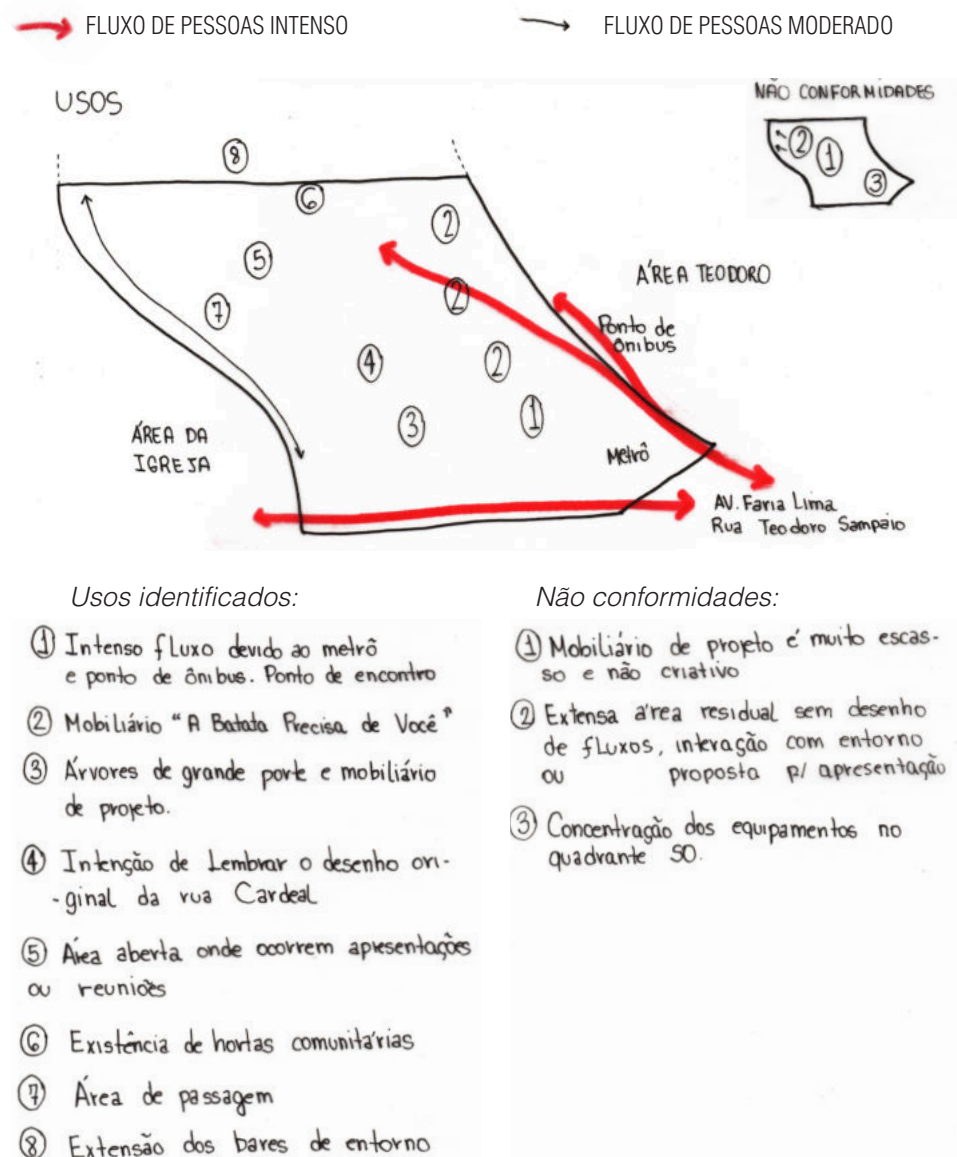 FLUXO DE PESSOAS INTENSO
FLUXO DE PESSOAS MODERADO
USOS
NÃO CONFORMIDADES
2
1
3
8
6
2
5
ÁREA TEODORO
2
7
Ponto de
ônibus
4
2
3
1
ÁREA DA
IGREJA
Metrô
AV. Faria Lima
Rua Teodoro Sampaio
Usos identificados:
1 Intenso fluxo devido ao metrô
e ponto de ônibus. Ponto de encontro
2 Mobiliário "A Batata Precisa de Você"
3 Árvores de grande porte e mobiliário
de projeto.
4 Intenção de Lembrar o desenho ori-
-ginal da rua Cardeal
5 Área aberta onde ocorrem apresentações
ou reuniões
6 Existência de hortas comunitárias
7 Área de passagem
8 Extensão dos bares de entorno
Não conformidades:
1 Mobiliário de projeto é muito escas-
so e não criativo
2 Extensa área residual sem desenho
de fluxos, interação com entorno
ou proposta p/ apresentação
3 Concentração dos equipamentos no
quadrante SO.